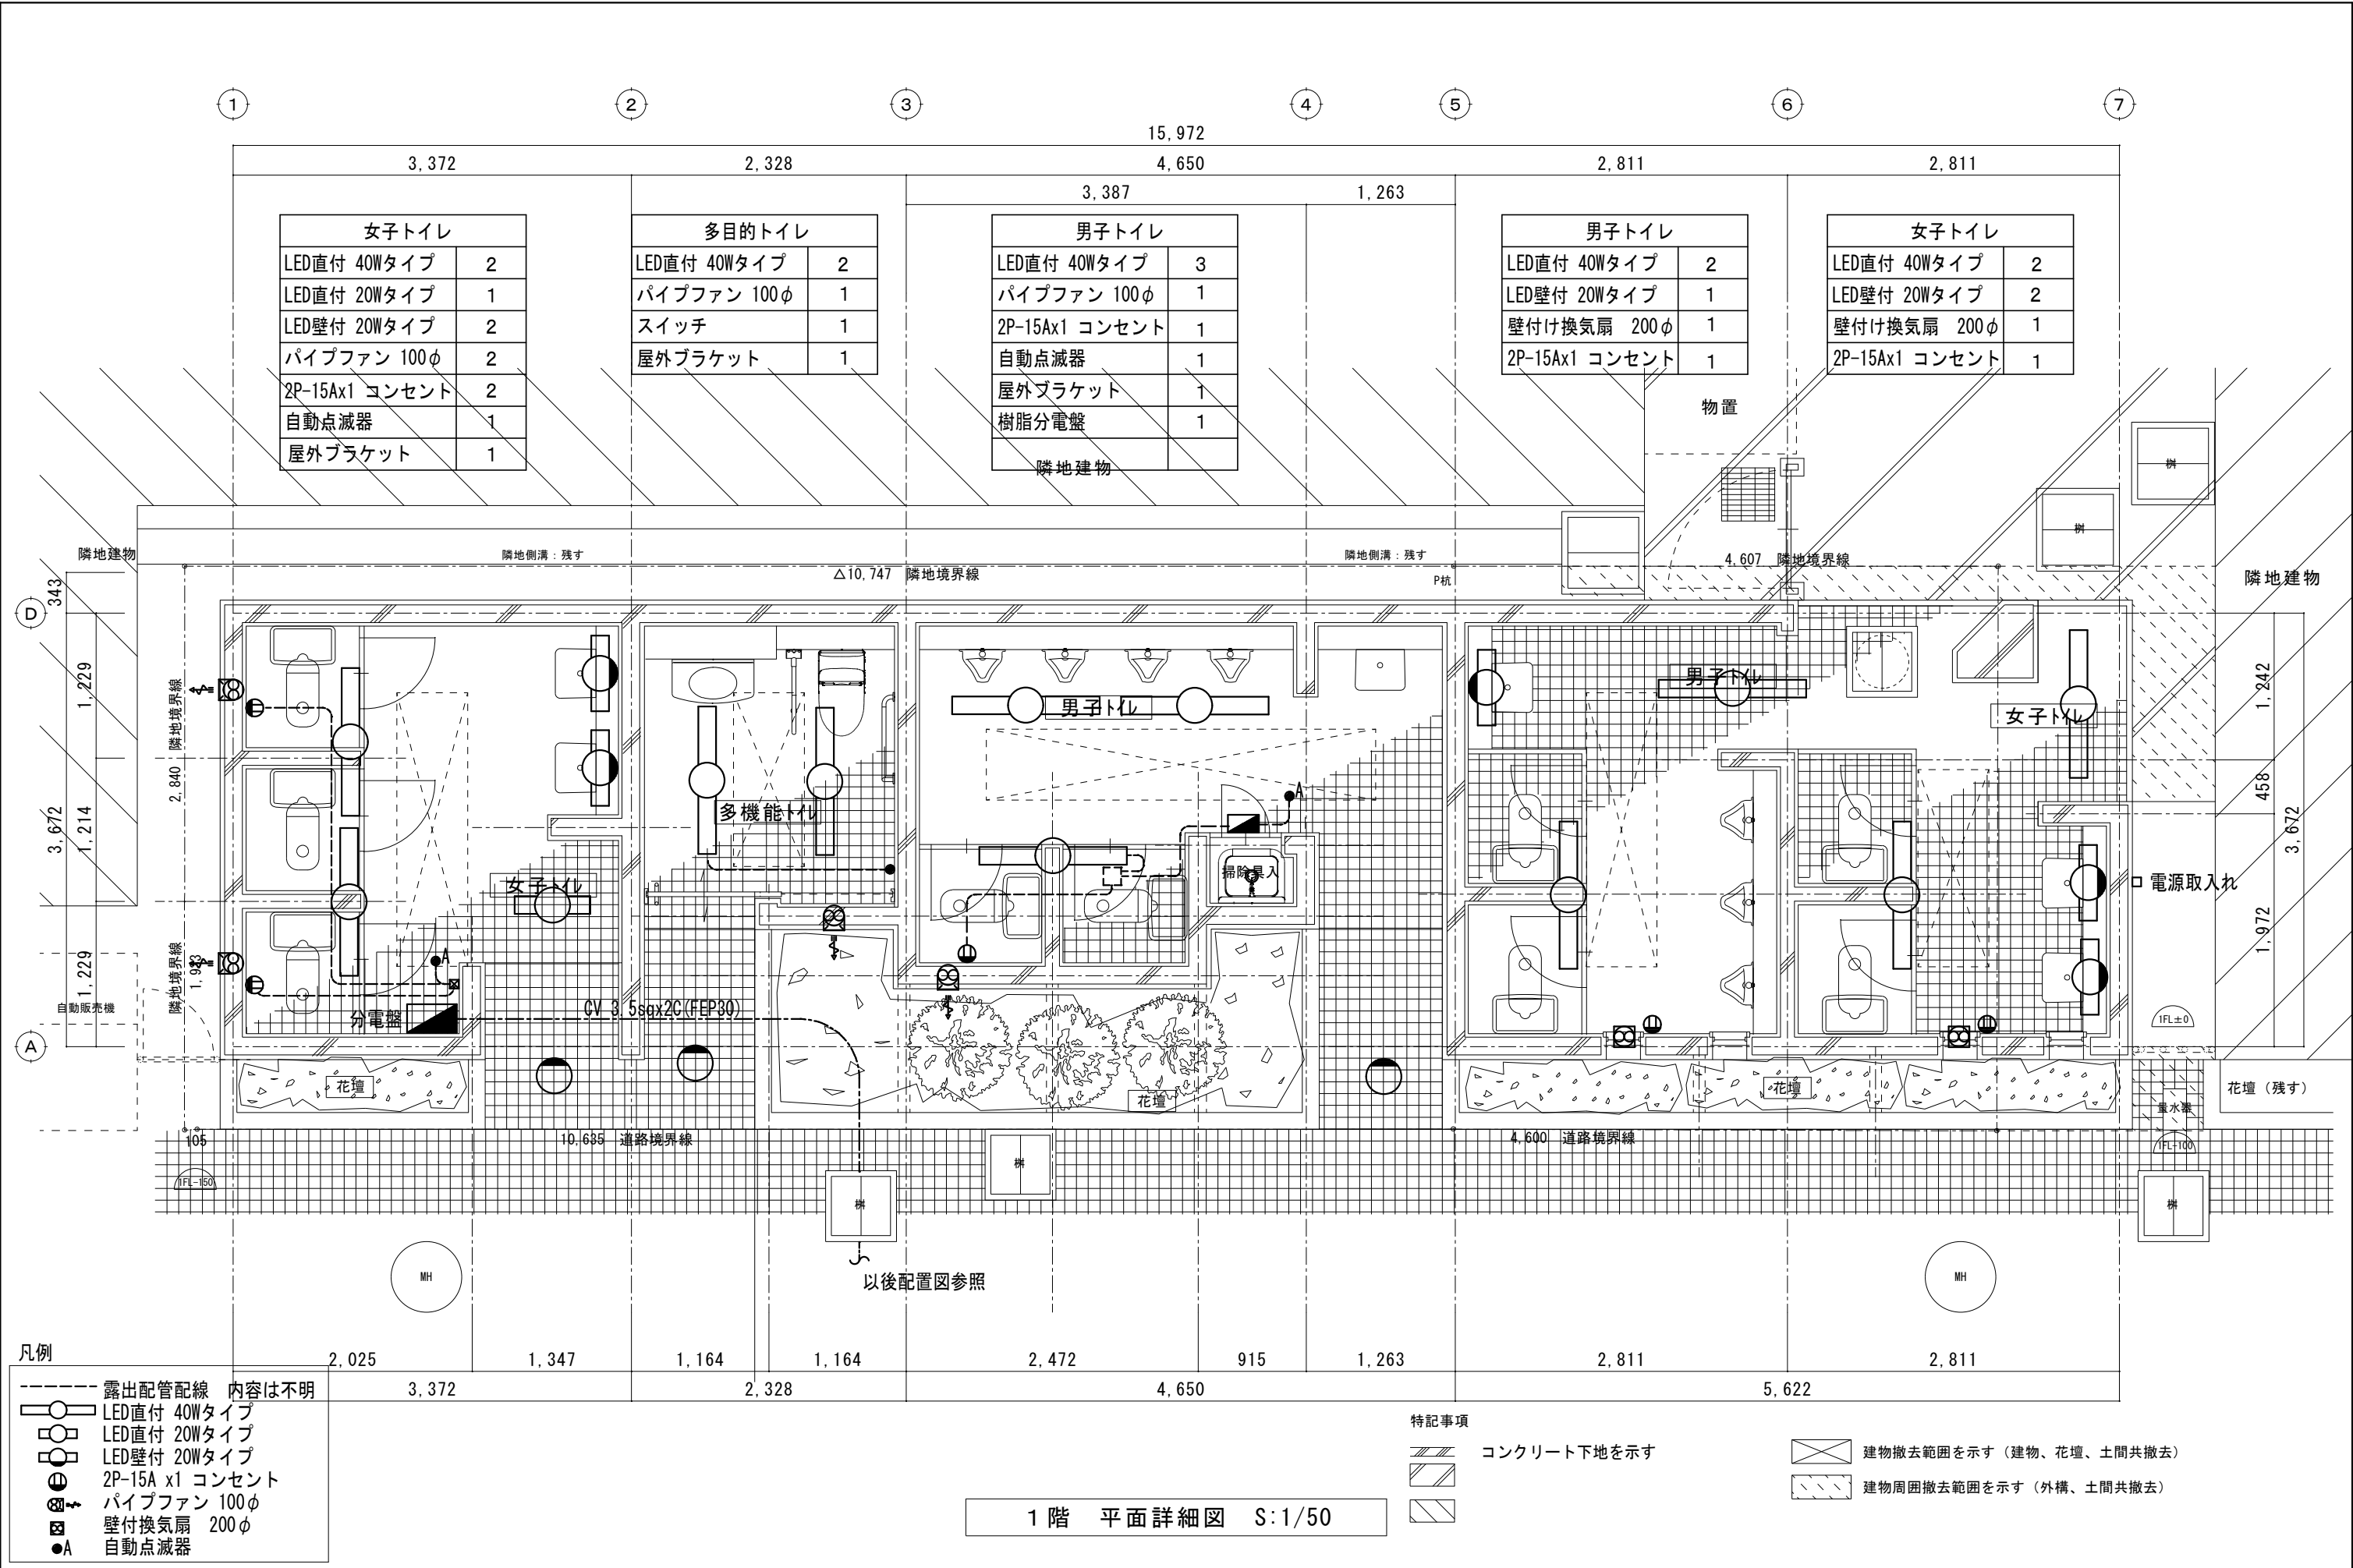 ① ② ③ ④ ⑤ ⑥ ⑦
15,972
3,372 2,328 4,650 2,811 2,811
3,387 1,263
女子トイレ
LED直付 40Wタイプ 2
LED直付 20Wタイプ 1
LED壁付 20Wタイプ 2
パイプファン 100φ 2
2P-15Ax1 コンセント 2
自動点滅器 1
屋外ブラケット 1
多目的トイレ
LED直付 40Wタイプ 2
パイプファン 100φ 1
スイッチ 1
屋外ブラケット 1
男子トイレ
LED直付 40Wタイプ 3
パイプファン 100φ 1
2P-15Ax1 コンセント 1
自動点滅器 1
屋外ブラケット 1
樹脂分電盤 1
男子トイレ
LED直付 40Wタイプ 2
LED壁付 20Wタイプ 1
壁付け換気扇 200φ 1
2P-15Ax1 コンセント 1
女子トイレ
LED直付 40Wタイプ 2
LED壁付 20Wタイプ 2
壁付け換気扇 200φ 1
2P-15Ax1 コンセント 1
物置
隣地建物
桝
桝
隣地建物
隣地側溝：残す
隣地側溝：残す
△10,747 隣地境界線
P杭
4,607 隣地境界線
隣地建物
D
A
343
1,229
1,214
1,229
3,672
2,840 隣地境界線
隣地境界線
1,923
1,242
458
1,972
3,672
男子トイレ
男子トイレ
女子トイレ
多機能トイレ
女子トイレ
A
掃除具入
A
電源取入れ
分電盤
CV 3.5sqx2C(FEP30)
自動販売機
1FL±0
花壇
花壇
花壇
花壇（残す）
量水器
105
10,635 道路境界線
4,600 道路境界線
1FL-100
1FL-150
桝
桝
桝
MH
MH
以後配置図参照
2,025 1,347 1,164 1,164 2,472 915 1,263 2,811 2,811
3,372 2,328 4,650 5,622
凡例
露出配管配線 内容は不明
LED直付 40Wタイプ
LED直付 20Wタイプ
LED壁付 20Wタイプ
2P-15A x1 コンセント
パイプファン 100φ
壁付換気扇 200φ
●A 自動点滅器
特記事項
コンクリート下地を示す
建物撤去範囲を示す（建物、花壇、土間共撤去）
建物周囲撤去範囲を示す（外構、土間共撤去）
１階 平面詳細図 S:1/50